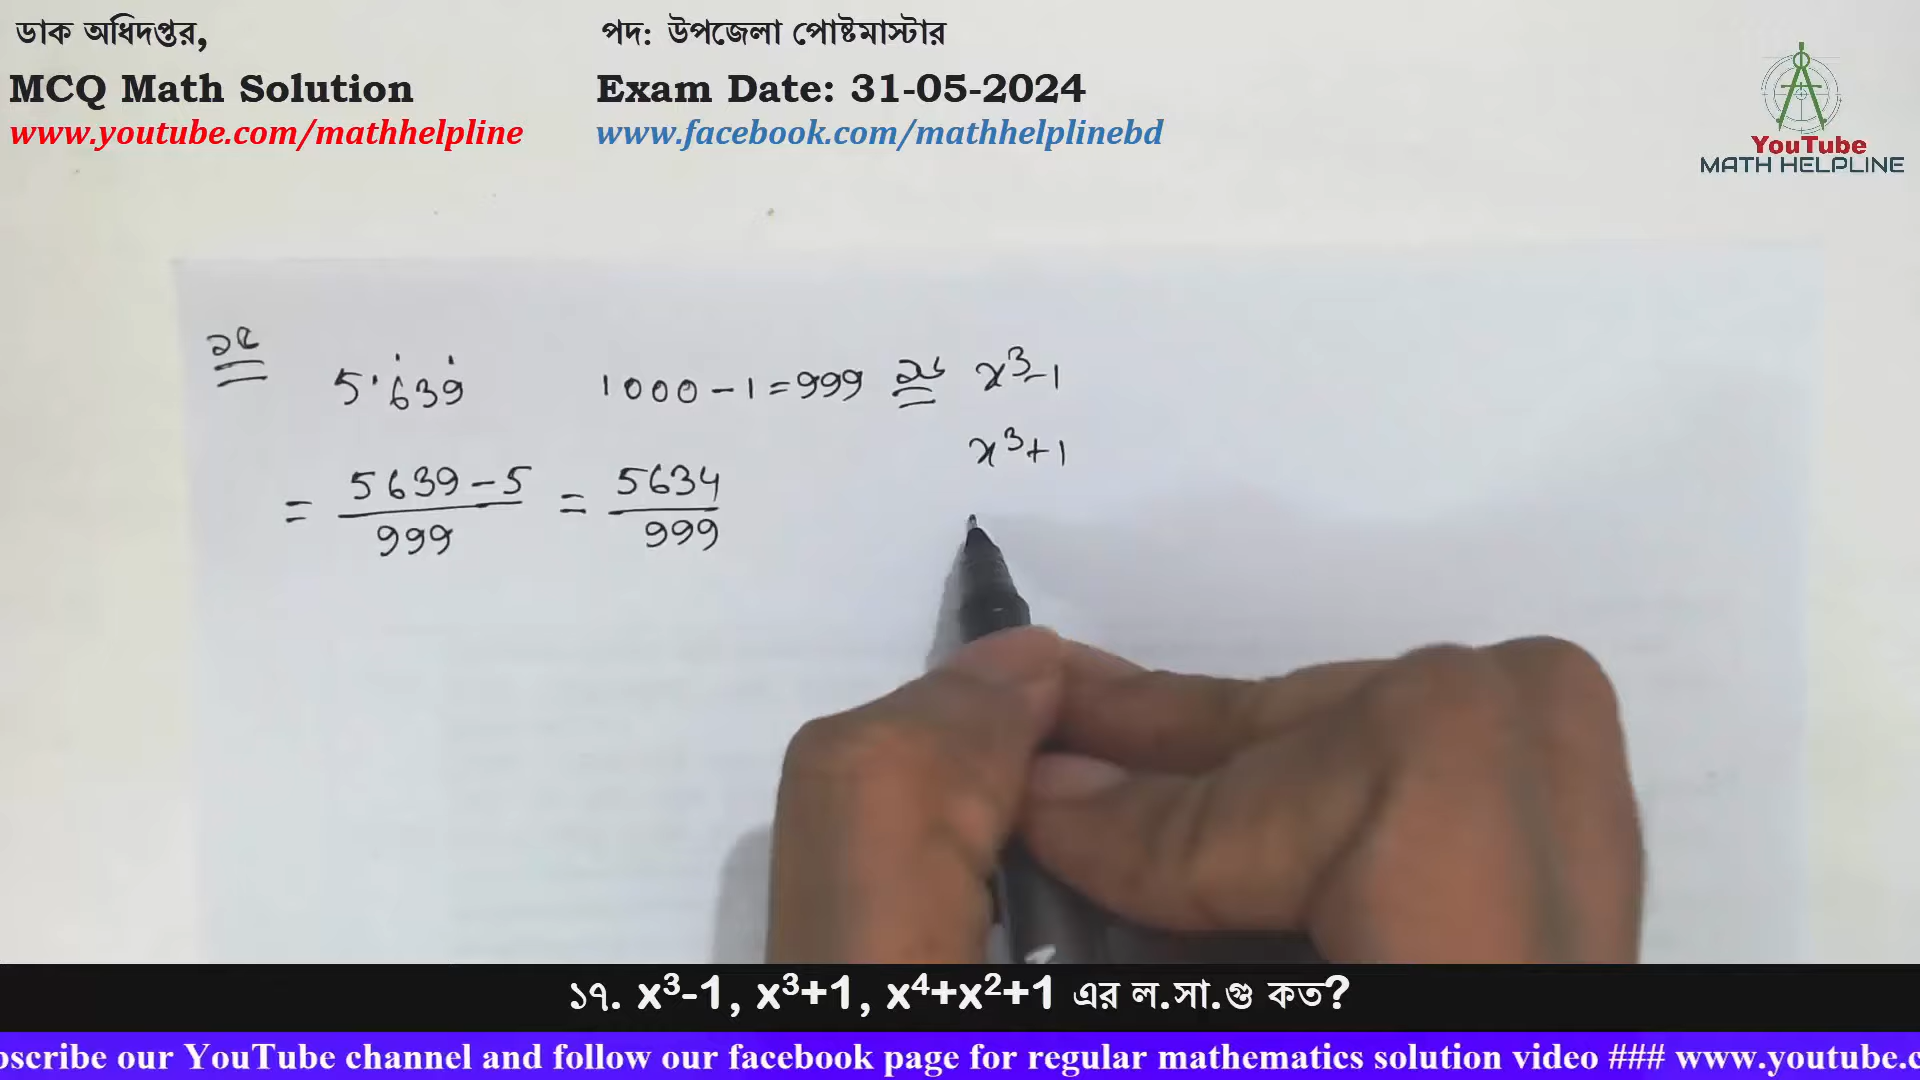 ডাক অধিদপ্তর,
পদ: উপজেলা পোষ্টমাস্টার
MCQ Math Solution
Exam Date: 31-05-2024
www.youtube.com/mathhelpline
www.facebook.com/mathhelplinebd
YouTube
MATH HELPLINE
5.6̇39̇
1000-1=999
x³-1
x³+1
= 5639-5/999 = 5634/999
১৭. x³-1, x³+1, x⁴+x²+1 এর ল.সা.গু কত?
scribe our YouTube channel and follow our facebook page for regular mathematics solution video ### www.youtube.c